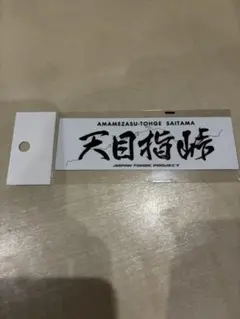 AMAMEZASU-TOHGE SAITAMA
天目指峠
JAPAN TOHGE PROJECT